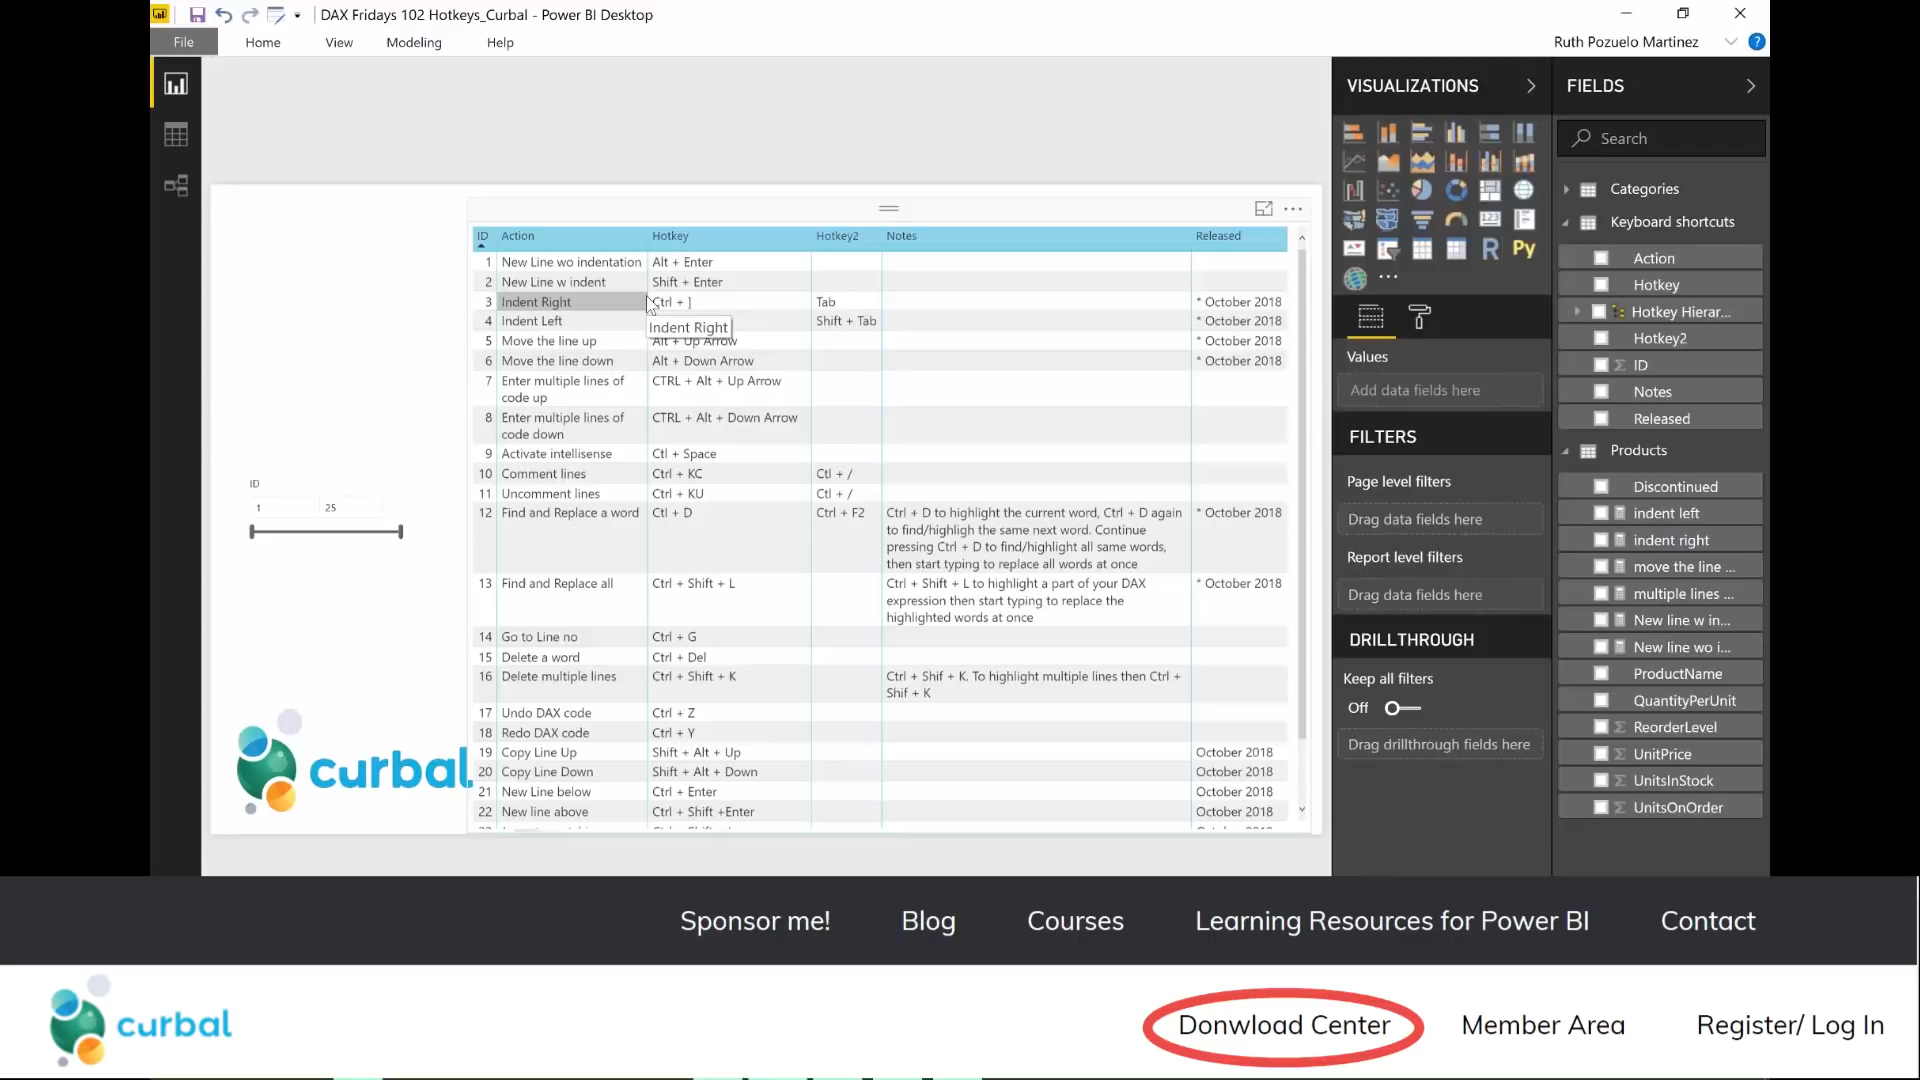 DAX Fridays 102 Hotkeys_Curbal - Power BI Desktop
File Home View Modeling Help
Ruth Pozuelo Martinez
?
ID Action Hotkey Hotkey2 Notes Released
1 New Line wo indentation Alt + Enter
2 New Line w indent Shift + Enter
3 Indent Right Ctrl + ] Tab * October 2018
4 Indent Left Shift + Tab * October 2018
Indent Right
5 Move the line up Alt + Up Arrow * October 2018
6 Move the line down Alt + Down Arrow * October 2018
7 Enter multiple lines of code up CTRL + Alt + Up Arrow
8 Enter multiple lines of code down CTRL + Alt + Down Arrow
9 Activate intellisense Ctl + Space
10 Comment lines Ctrl + KC Ctl + /
11 Uncomment lines Ctrl + KU Ctl + /
12 Find and Replace a word Ctl + D Ctrl + F2 Ctrl + D to highlight the current word, Ctrl + D again * October 2018
to find/highligh the same next word. Continue
pressing Ctrl + D to find/highlight all same words,
then start typing to replace all words at once
13 Find and Replace all Ctrl + Shift + L Ctrl + Shift + L to highlight a part of your DAX * October 2018
expression then start typing to replace the
highlighted words at once
14 Go to Line no Ctrl + G
15 Delete a word Ctrl + Del
16 Delete multiple lines Ctrl + Shift + K Ctrl + Shif + K. To highlight multiple lines then Ctrl +
Shif + K
17 Undo DAX code Ctrl + Z
18 Redo DAX code Ctrl + Y
19 Copy Line Up Shift + Alt + Up October 2018
20 Copy Line Down Shift + Alt + Down October 2018
21 New Line below Ctrl + Enter October 2018
22 New line above Ctrl + Shift +Enter October 2018
ID
1 25
curbal
VISUALIZATIONS
123
R Py
Values
Add data fields here
FILTERS
Page level filters
Drag data fields here
Report level filters
Drag data fields here
DRILLTHROUGH
Keep all filters
Off
Drag drillthrough fields here
FIELDS
Search
Categories
Keyboard shortcuts
Action
Hotkey
Hotkey Hierar...
Hotkey2
Σ ID
Notes
Released
Products
Discontinued
indent left
indent right
move the line ...
multiple lines ...
New line w in...
New line wo i...
ProductName
QuantityPerUnit
Σ ReorderLevel
Σ UnitPrice
Σ UnitsInStock
Σ UnitsOnOrder
Sponsor me! Blog Courses Learning Resources for Power BI Contact
curbal
Donwload Center Member Area Register/ Log In